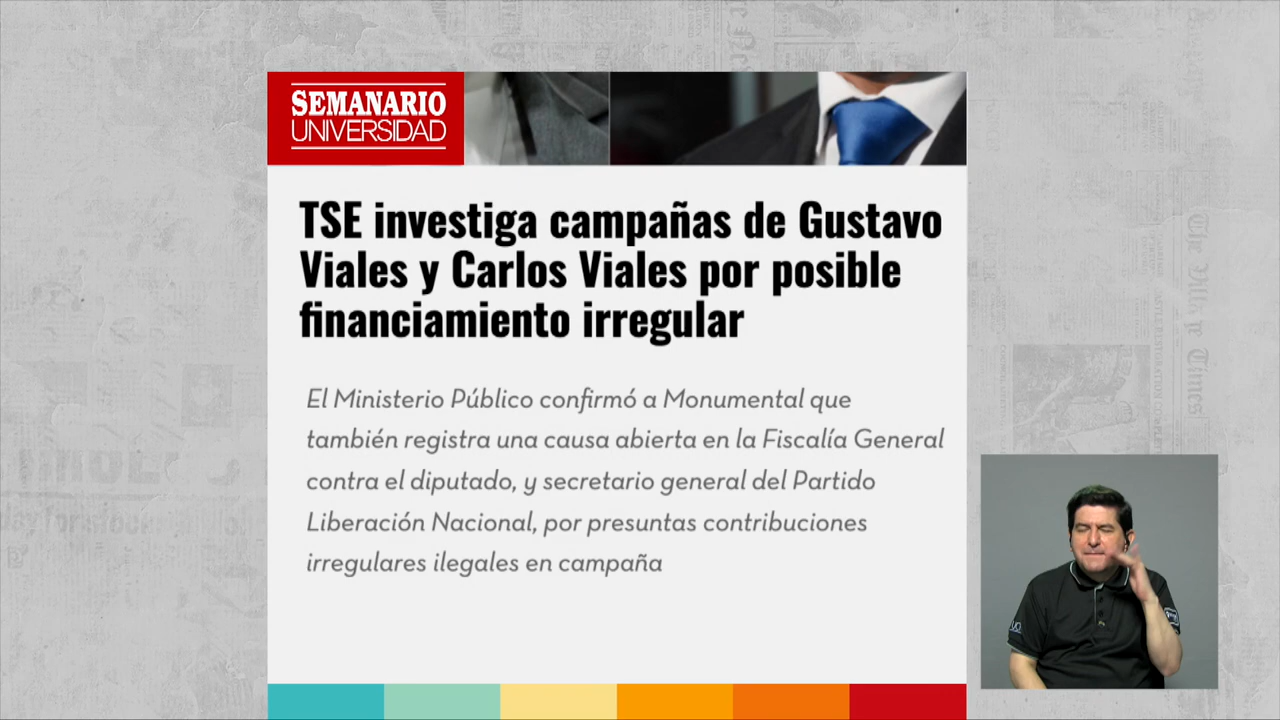 SEMANARIO
UNIVERSIDAD
TSE investiga campañas de Gustavo
Viales y Carlos Viales por posible
financiamiento irregular
El Ministerio Público confirmó a Monumental que
también registra una causa abierta en la Fiscalía General
contra el diputado, y secretario general del Partido
Liberación Nacional, por presuntas contribuciones
irregulares ilegales en campaña